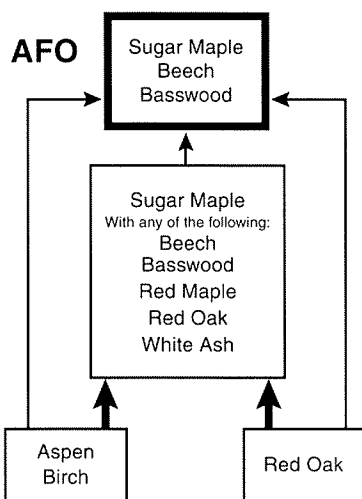 AFO
Sugar Maple
Beech
Basswood
Sugar Maple
With any of the following:
Beech
Basswood
Red Maple
Red Oak
White Ash
Aspen
Birch
Red Oak